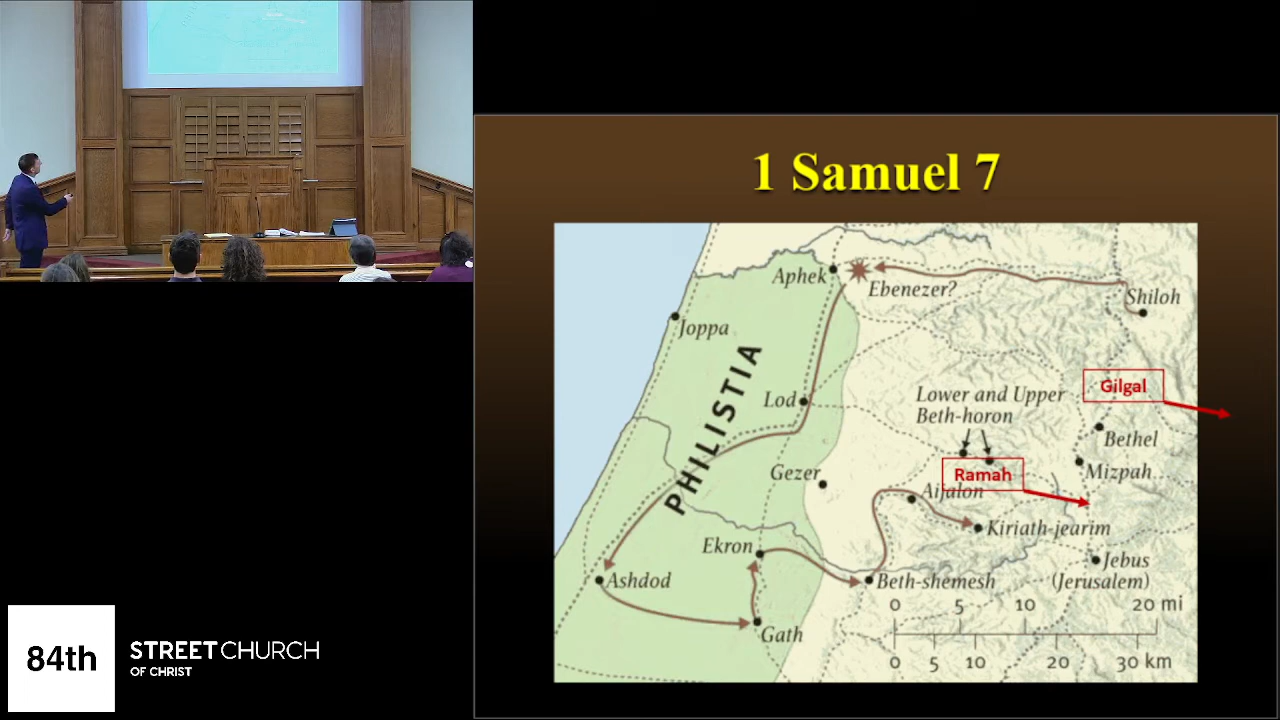 1 Samuel 7
Aphek
Ebenezer?
Shiloh
Joppa
PHILISTIA
Lod
Lower and Upper
Beth-horon
Gilgal
Bethel
Gezer
Ramah
Mizpah
Aijalon
Kiriath-jearim
Ekron
Jebus
(Jerusalem)
Ashdod
Beth-shemesh
Gath
0 5 10 20 mi
0 5 10 20 30 km
84th
STREET CHURCH
OF CHRIST